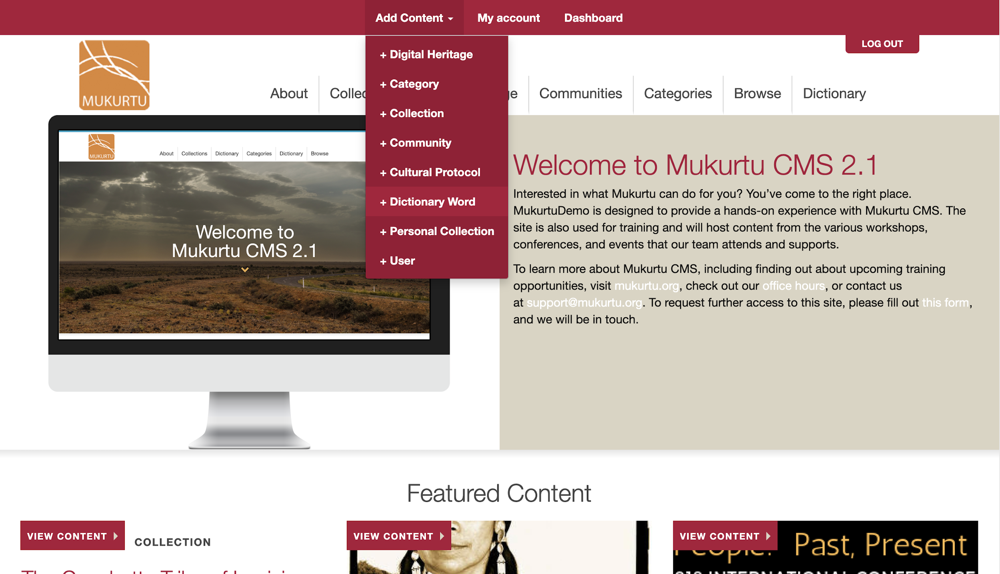 Add Content
My account
Dashboard
LOG OUT
MUKURTU
+ Digital Heritage
+ Category
+ Collection
+ Community
+ Cultural Protocol
+ Dictionary Word
+ Personal Collection
+ User
About
Communities
Categories
Browse
Dictionary
MUKURTU
About
Collections
Dictionary
Categories
Dictionary
Browse
Welcome to
Mukurtu CMS 2.1
Welcome to Mukurtu CMS 2.1
Interested in what Mukurtu can do for you? You’ve come to the right place.
MukurtuDemo is designed to provide a hands-on experience with Mukurtu CMS. The
site is also used for training and will host content from the various workshops,
conferences, and events that our team attends and supports.
To learn more about Mukurtu CMS, including finding out about upcoming training
opportunities, visit mukurtu.org, check out our office hours, or contact us
at support@mukurtu.org. To request further access to this site, please fill out this form,
and we will be in touch.
Featured Content
VIEW CONTENT
COLLECTION
VIEW CONTENT
VIEW CONTENT
Past, Present
INTERNATIONAL CONFERENCE